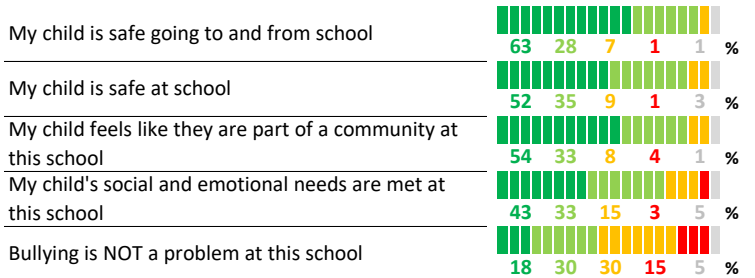 My child is safe going to and from school
63 28 7 1 1 %
My child is safe at school
52 35 9 1 3 %
My child feels like they are part of a community at
this school
54 33 8 4 1 %
My child's social and emotional needs are met at
this school
43 33 15 3 5 %
Bullying is NOT a problem at this school
18 30 30 15 5 %